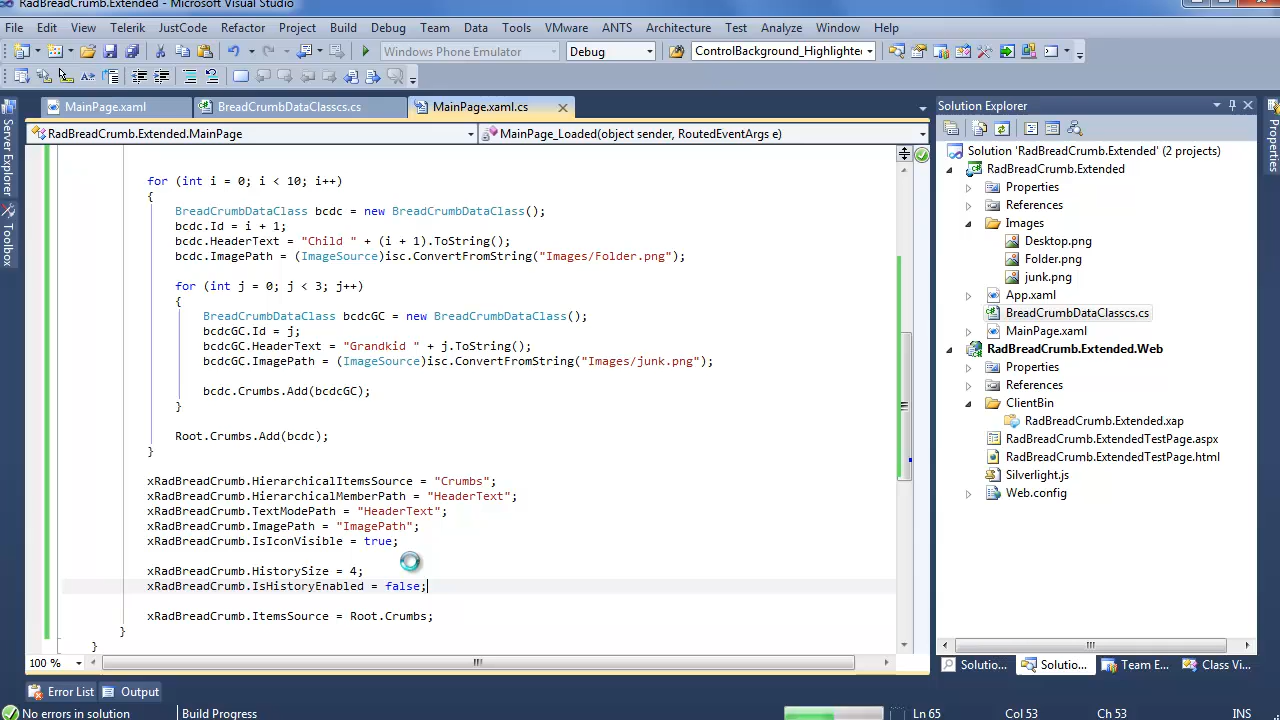 RadBreadCrumb.Extended - Microsoft Visual Studio
File Edit View Telerik JustCode Refactor Project Build Debug Team Data Tools VMware ANTS Architecture Test Analyze Window Help
Windows Phone Emulator Debug ControlBackground_Highlighte
MainPage.xaml BreadCrumbDataClasscs.cs MainPage.xaml.cs
RadBreadCrumb.Extended.MainPage MainPage_Loaded(object sender, RoutedEventArgs e)
for (int i = 0; i < 10; i++)
{
BreadCrumbDataClass bcdc = new BreadCrumbDataClass();
bcdc.Id = i + 1;
bcdc.HeaderText = "Child " + (i + 1).ToString();
bcdc.ImagePath = (ImageSource)isc.ConvertFromString("Images/Folder.png");
for (int j = 0; j < 3; j++)
{
BreadCrumbDataClass bcdcGC = new BreadCrumbDataClass();
bcdcGC.Id = j;
bcdcGC.HeaderText = "Grandkid " + j.ToString();
bcdcGC.ImagePath = (ImageSource)isc.ConvertFromString("Images/junk.png");
bcdc.Crumbs.Add(bcdcGC);
}
Root.Crumbs.Add(bcdc);
}
xRadBreadCrumb.HierarchicalItemsSource = "Crumbs";
xRadBreadCrumb.HierarchicalMemberPath = "HeaderText";
xRadBreadCrumb.TextModePath = "HeaderText";
xRadBreadCrumb.ImagePath = "ImagePath";
xRadBreadCrumb.IsIconVisible = true;
xRadBreadCrumb.HistorySize = 4;
xRadBreadCrumb.IsHistoryEnabled = false;
xRadBreadCrumb.ItemsSource = Root.Crumbs;
}
}
100 %
Server Explorer
Toolbox
Solution Explorer
Solution 'RadBreadCrumb.Extended' (2 projects)
RadBreadCrumb.Extended
Properties
References
Images
Desktop.png
Folder.png
junk.png
App.xaml
BreadCrumbDataClasscs.cs
MainPage.xaml
RadBreadCrumb.Extended.Web
Properties
References
ClientBin
RadBreadCrumb.Extended.xap
RadBreadCrumb.ExtendedTestPage.aspx
RadBreadCrumb.ExtendedTestPage.html
Silverlight.js
Web.config
Solutio... Solutio... Team E... Class Vi...
Properties
Error List Output
No errors in solution Build Progress Ln 65 Col 53 Ch 53 INS